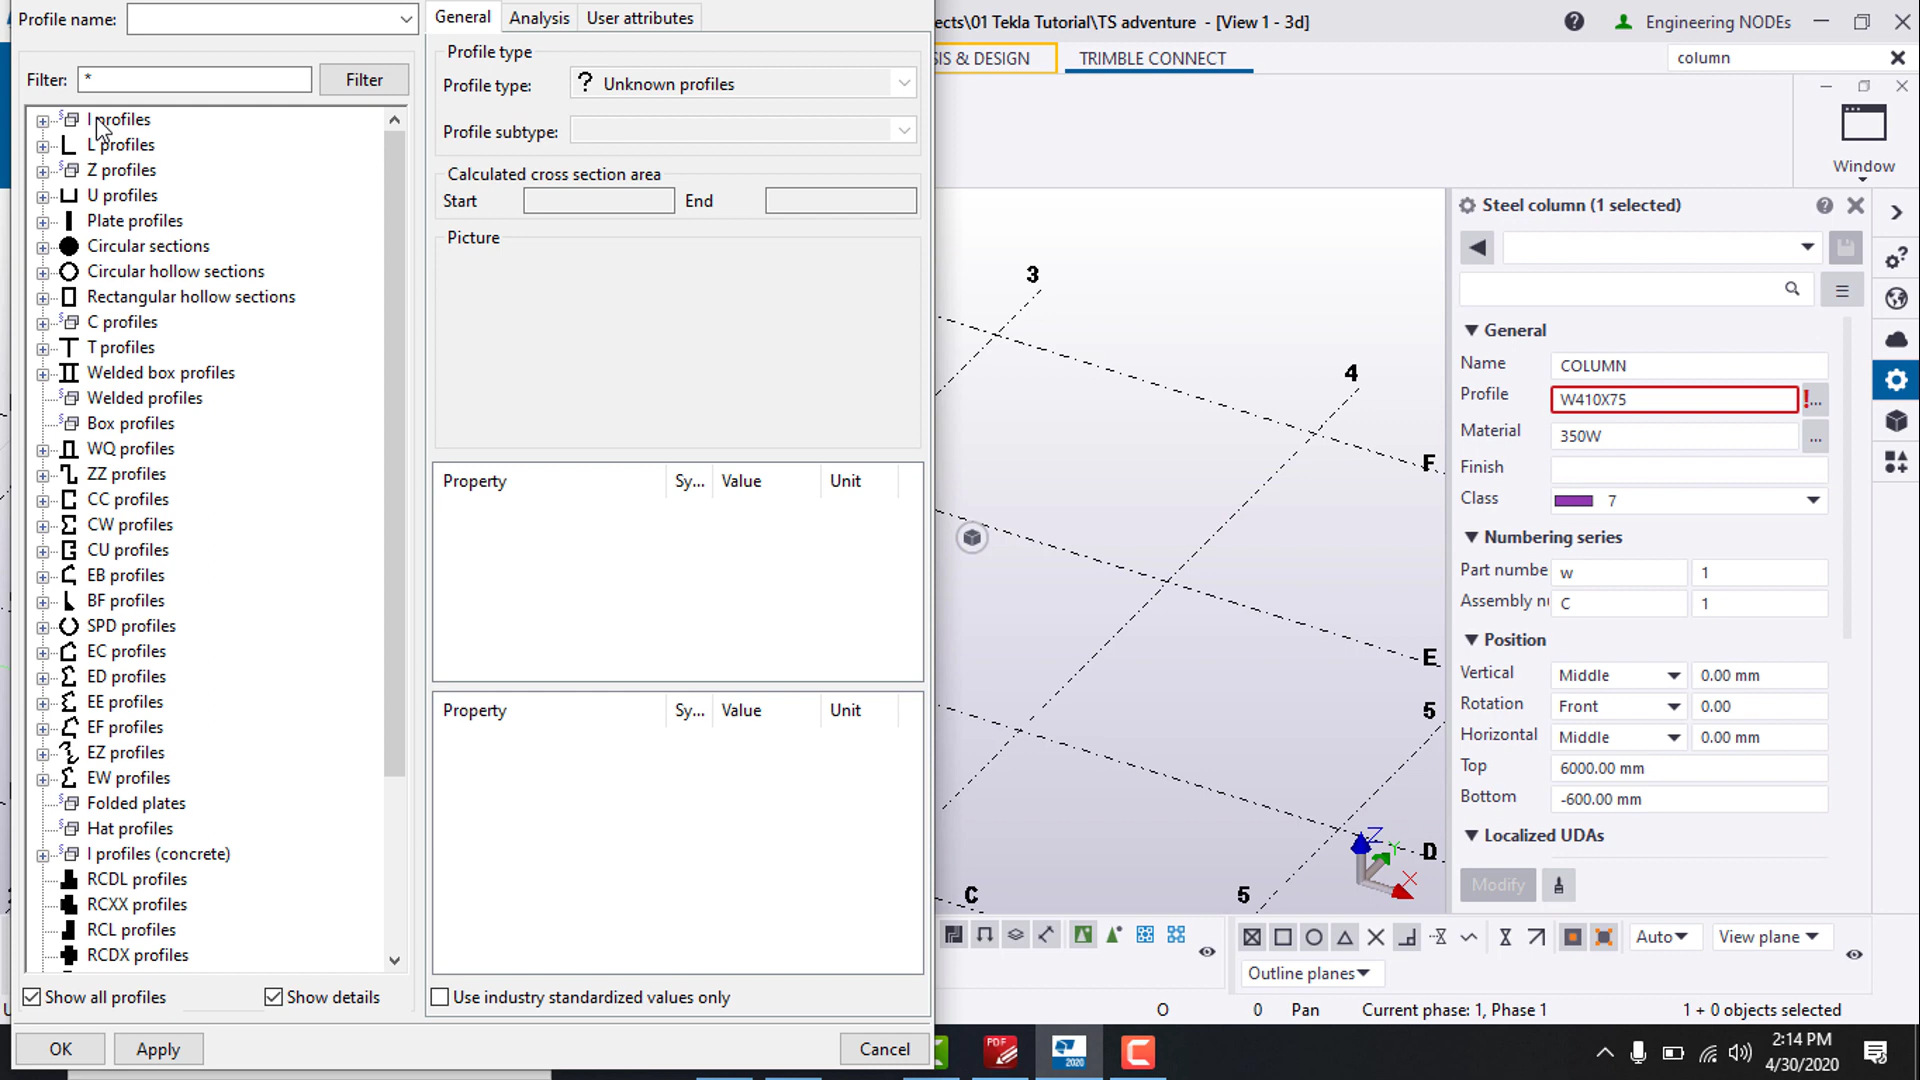 Profile name:
General
Analysis
User attributes
ects\01 Tekla Tutorial\TS adventure - [View 1 - 3d]
Engineering NODEs
IS & DESIGN
TRIMBLE CONNECT
column
Profile type
Filter: *
Filter
Profile type:
? Unknown profiles
Profile subtype:
Calculated cross section area
Start
End
Picture
Property
Sy...
Value
Unit
Property
Sy...
Value
Unit
Use industry standardized values only
I profiles
L profiles
Z profiles
U profiles
Plate profiles
Circular sections
Circular hollow sections
Rectangular hollow sections
C profiles
T profiles
Welded box profiles
Welded profiles
Box profiles
WQ profiles
ZZ profiles
CC profiles
CW profiles
CU profiles
EB profiles
BF profiles
SPD profiles
EC profiles
ED profiles
EE profiles
EF profiles
EZ profiles
EW profiles
Folded plates
Hat profiles
I profiles (concrete)
RCDL profiles
RCXX profiles
RCL profiles
RCDX profiles
Show all profiles
Show details
OK
Apply
Cancel
Window
3
4
F
E
5
D
C
5
Z
Y
X
Steel column (1 selected)
General
Name
COLUMN
Profile
W410X75
!...
Material
350W
...
Finish
Class
7
Numbering series
Part numbe
w
1
Assembly n
C
1
Position
Vertical
Middle
0.00 mm
Rotation
Front
0.00
Horizontal
Middle
0.00 mm
Top
6000.00 mm
Bottom
-600.00 mm
Localized UDAs
Modify
Auto
View plane
Outline planes
O
0
Pan
Current phase: 1, Phase 1
1 + 0 objects selected
PDF
2020
2:14 PM
4/30/2020